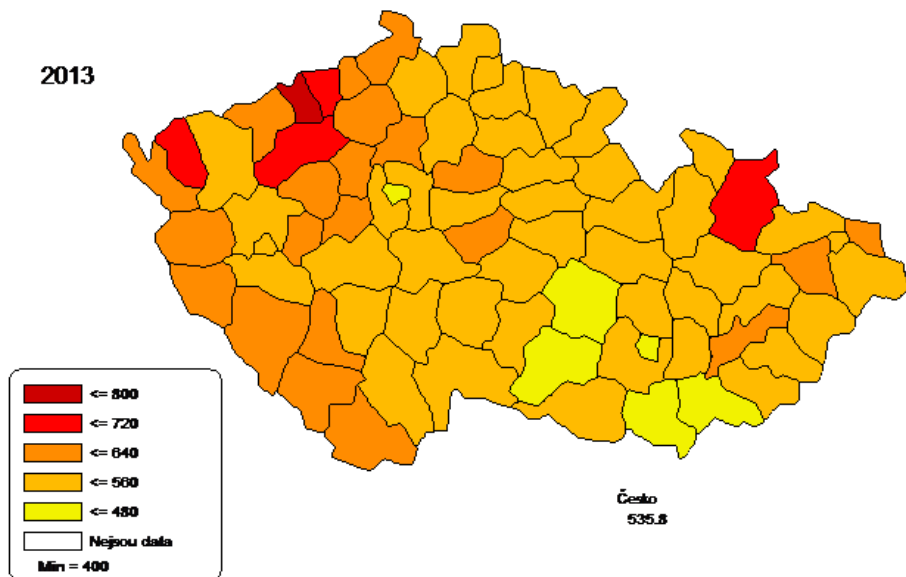 2013
<= 800
<= 720
<= 640
<= 560
<= 480
Nejsou data
Min = 400
Česko
535.8